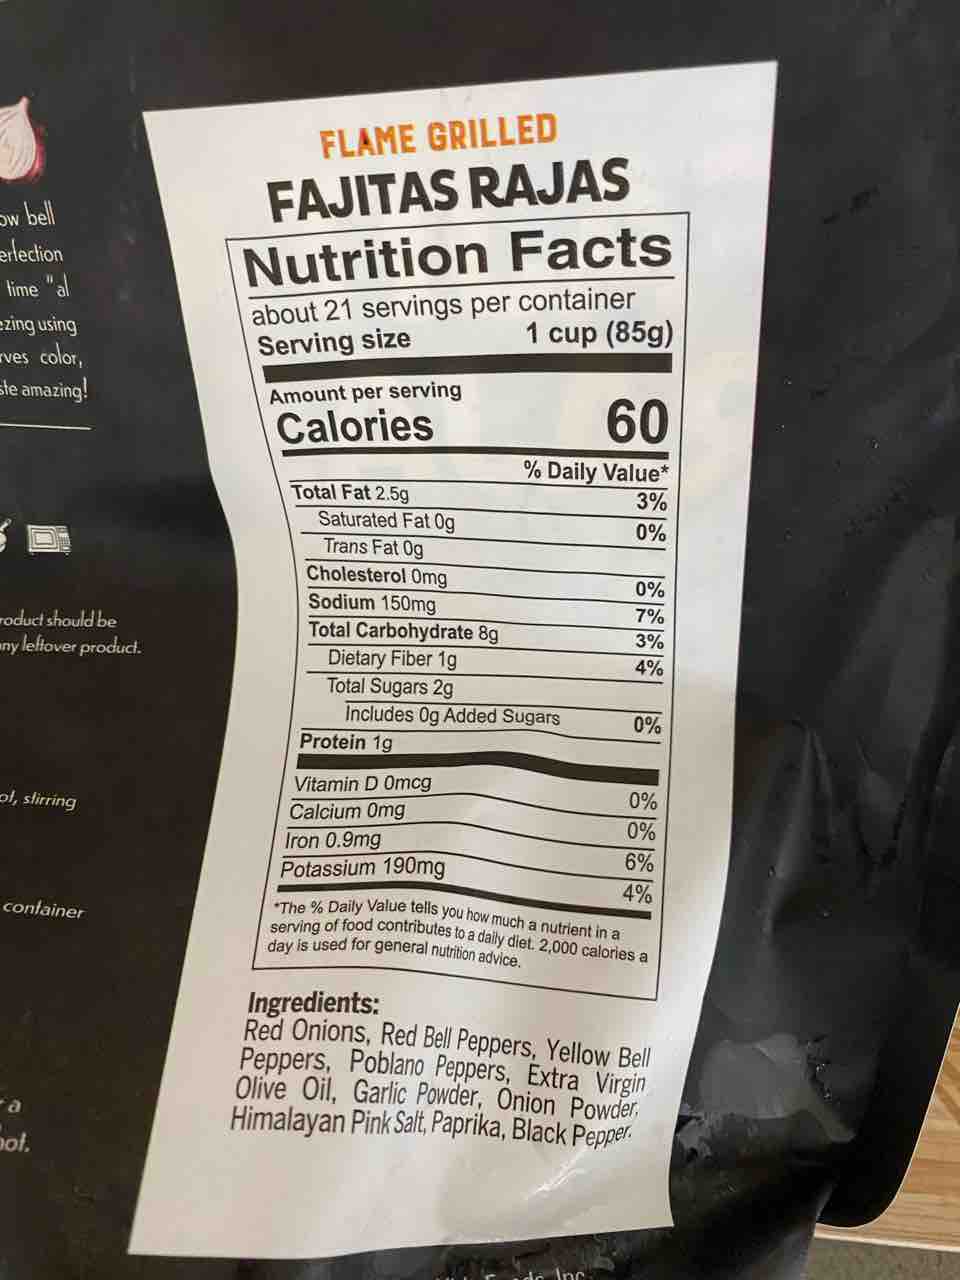 ow bell
erfection
time "al
ezing using
rves color,
ste amazing!
roduct should be
any leftover product.
ot, stirring
container
a
hot.
FLAME GRILLED
FAJITAS RAJAS
Nutrition Facts
about 21 servings per container
Serving size 1 cup (85g)
Amount per serving
Calories 60
% Daily Value*
Total Fat 2.5g 3%
Saturated Fat 0g 0%
Trans Fat 0g
Cholesterol 0mg 0%
Sodium 150mg 7%
Total Carbohydrate 8g 3%
Dietary Fiber 1g 4%
Total Sugars 2g
Includes 0g Added Sugars 0%
Protein 1g
Vitamin D 0mcg 0%
Calcium 0mg 0%
Iron 0.9mg 6%
Potassium 190mg 4%
*The % Daily Value tells you how much a nutrient in a
serving of food contributes to a daily diet. 2,000 calories a
day is used for general nutrition advice.
Ingredients:
Red Onions, Red Bell Peppers, Yellow Bell
Peppers, Poblano Peppers, Extra Virgin
Olive Oil, Garlic Powder, Onion Powder,
Himalayan Pink Salt, Paprika, Black Pepper.
Inc.